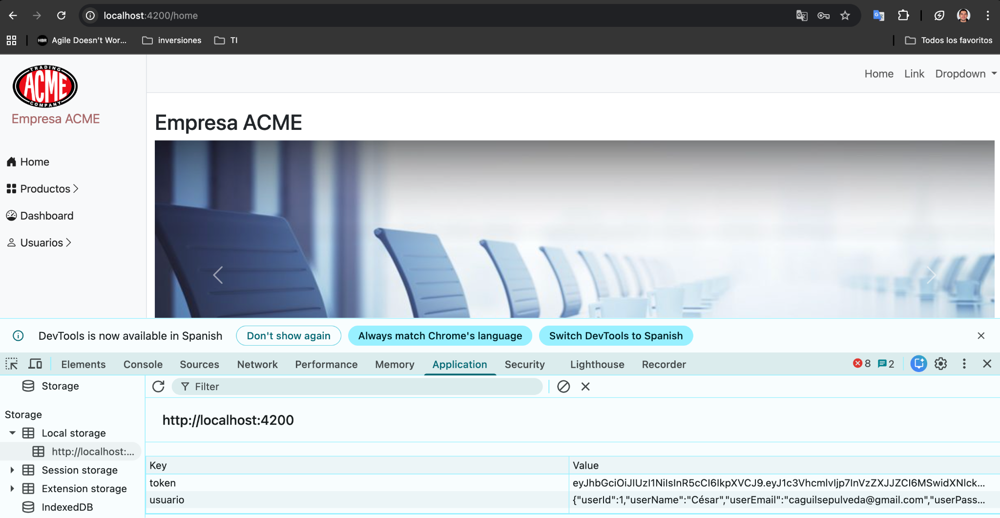 localhost:4200/home
HBR Agile Doesn't Wor... inversiones TI Todos los favoritos
TRADING
ACME
COMPANY
Empresa ACME
Home Link Dropdown
Empresa ACME
Home
Productos
Dashboard
Usuarios
DevTools is now available in Spanish Don't show again Always match Chrome's language Switch DevTools to Spanish
Elements Console Sources Network Performance Memory Application Security Lighthouse Recorder 8 2
Storage Filter
Storage
http://localhost:4200
Local storage
http://localhost:...
Session storage
Extension storage
IndexedDB
Key Value
token eyJhbGciOiJIUzI1NiIsInR5cCI6IkpXVCJ9.eyJ1c3VhcmlvIjp7InVzZXJJZCI6MSwidXNlck...
usuario {"userId":1,"userName":"César","userEmail":"caguilsepulveda@gmail.com","userPass...